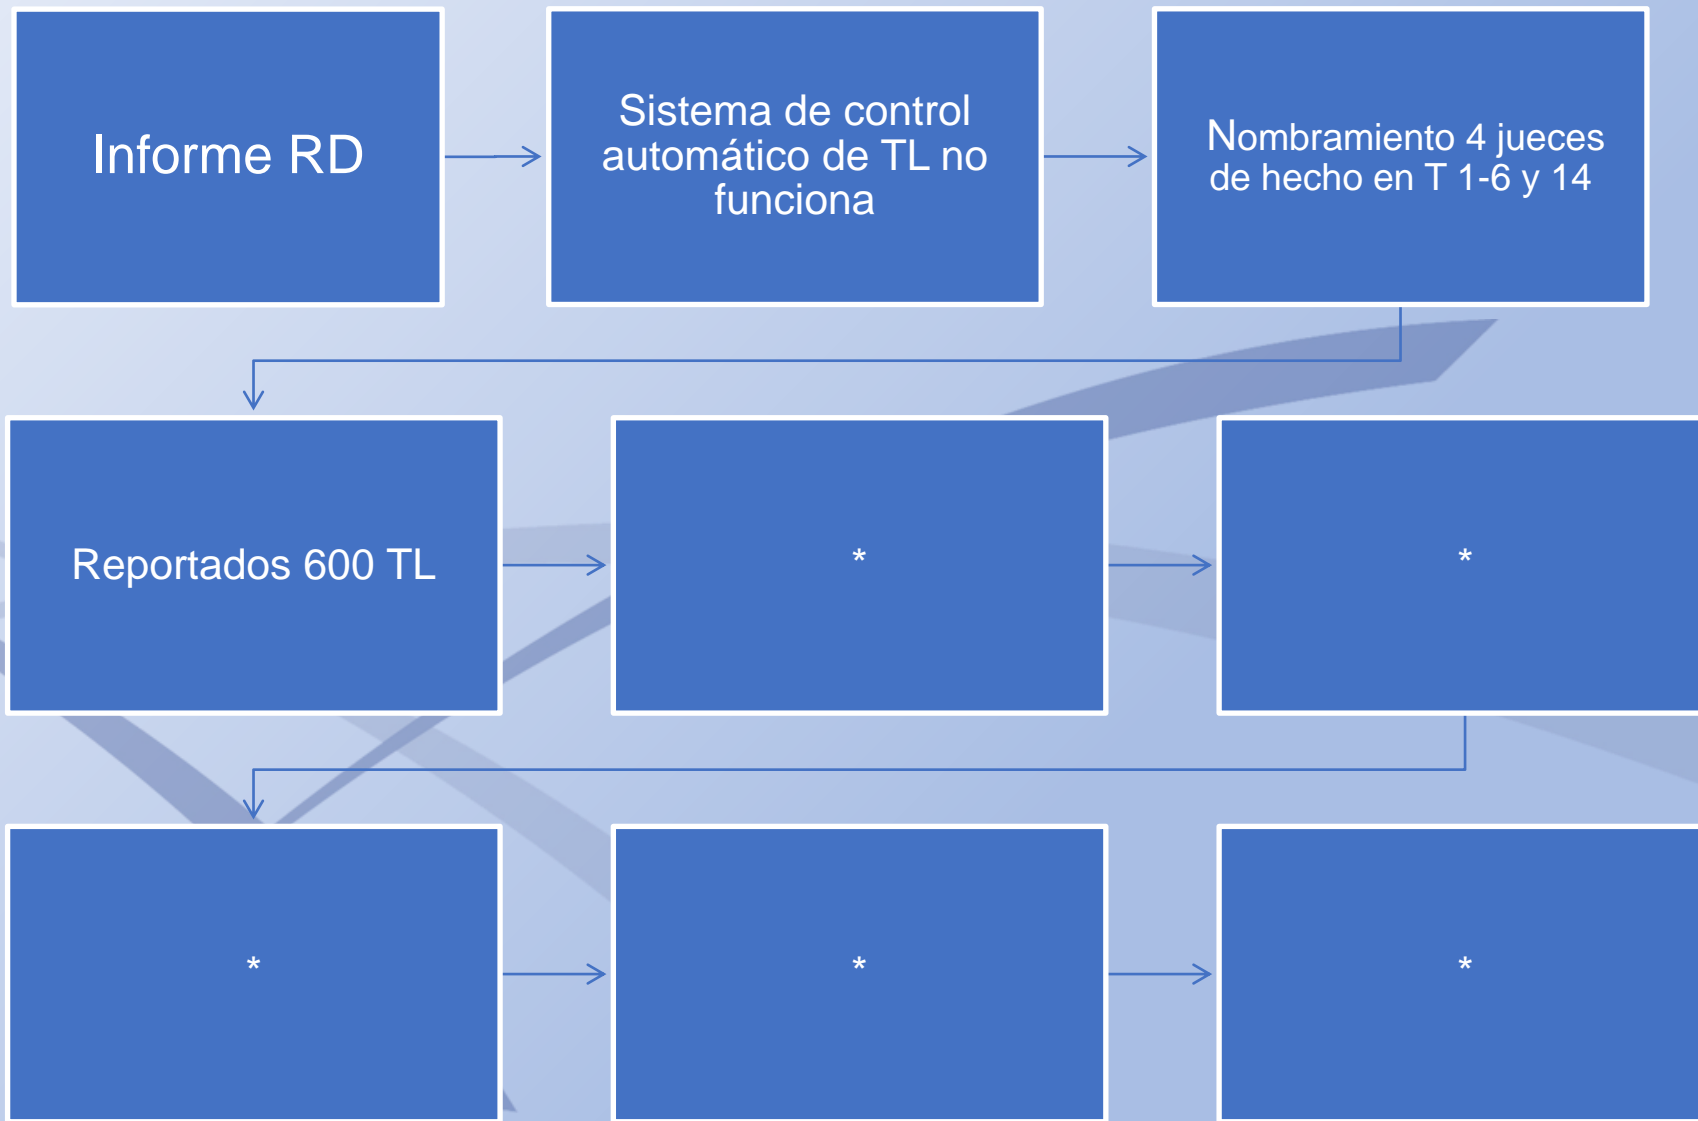 Informe RD
Sistema de control
automático de TL no
funciona
Nombramiento 4 jueces
de hecho en T 1-6 y 14
Reportados 600 TL
*
*
*
*
*